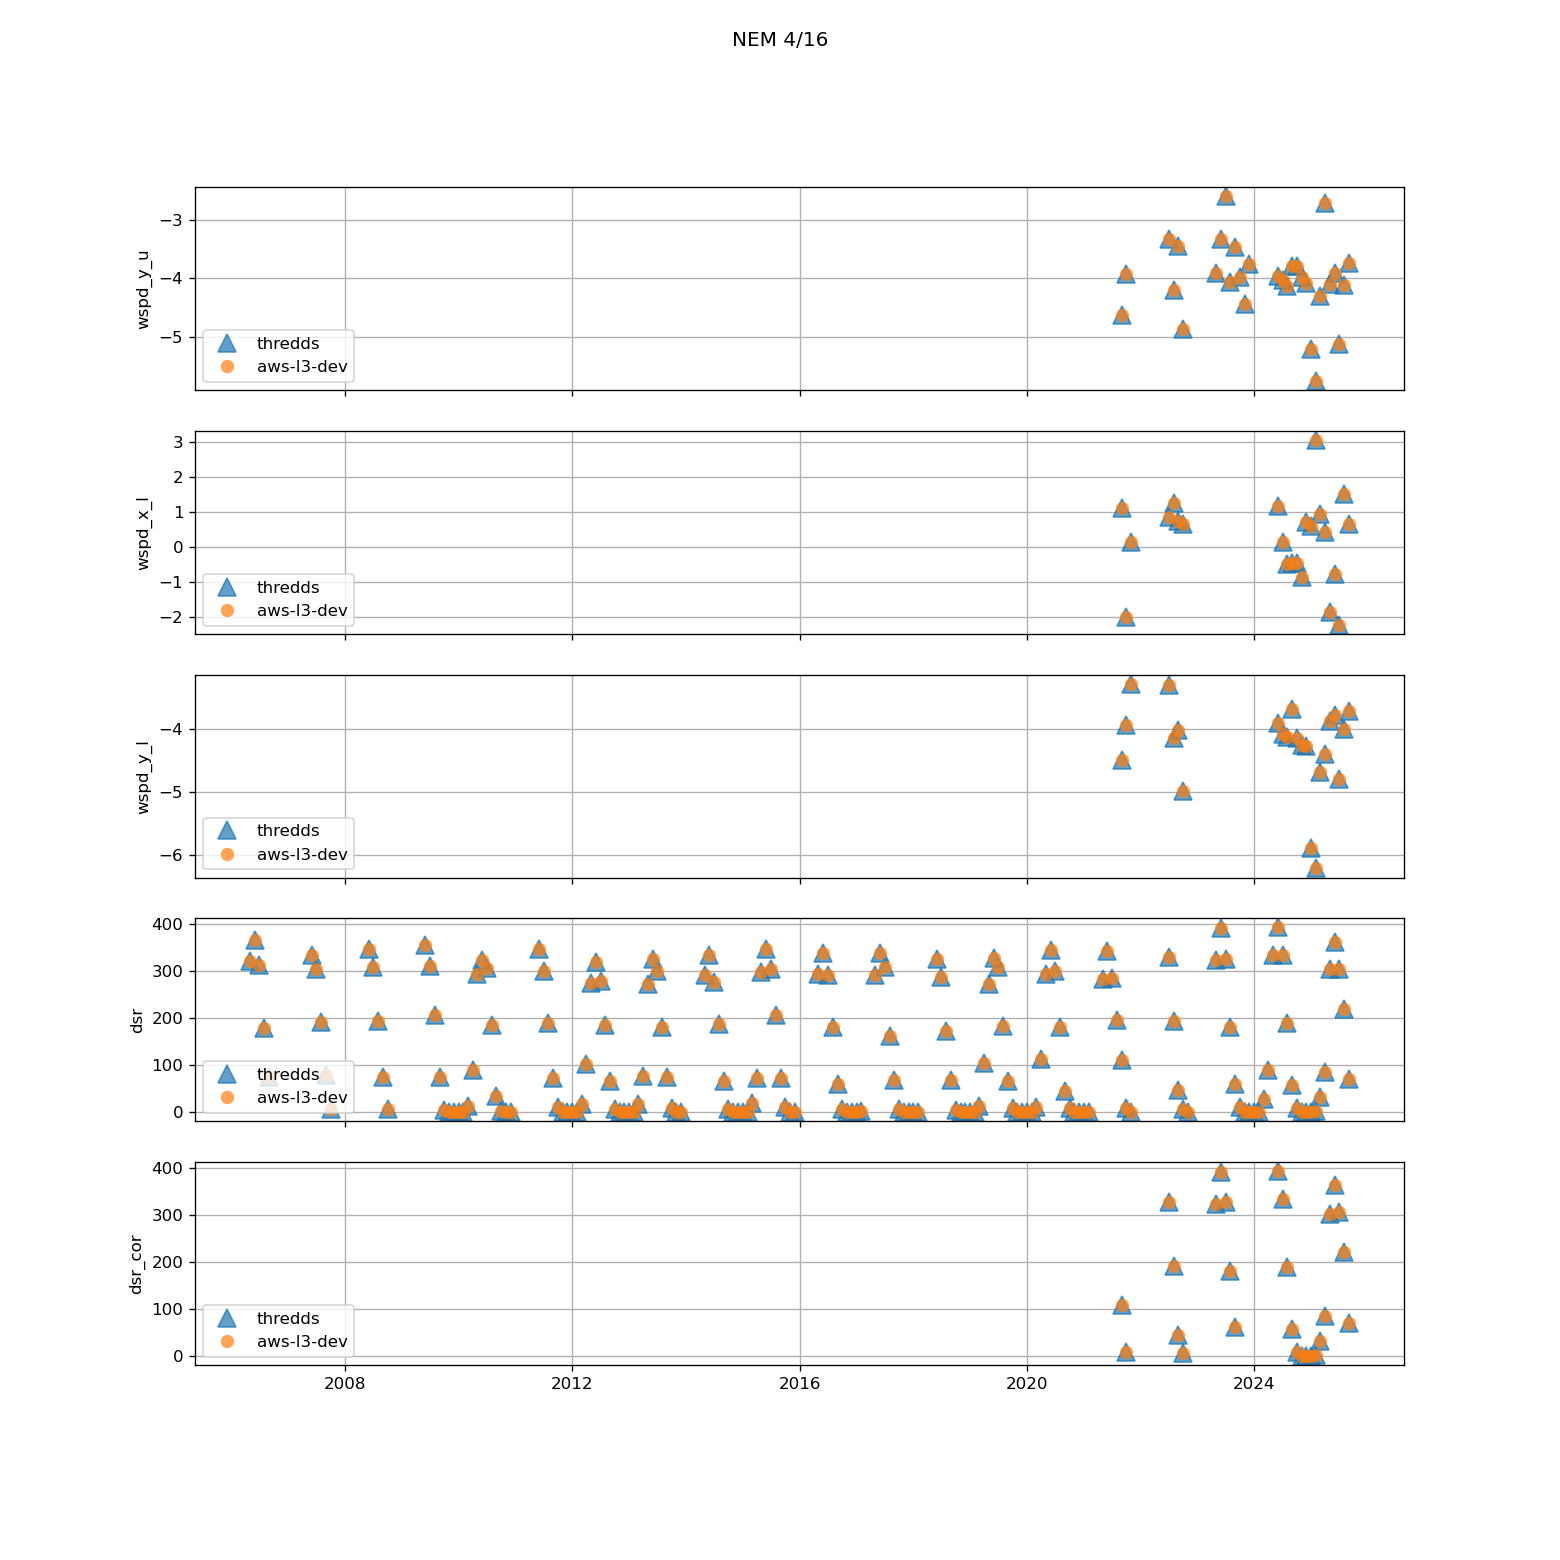 NEM 4/16
−3
−4
−5
wspd_y_u
thredds
aws-l3-dev
3
2
1
0
−1
−2
wspd_x_l
thredds
aws-l3-dev
−4
−5
−6
wspd_y_l
thredds
aws-l3-dev
400
300
200
100
0
dsr
thredds
aws-l3-dev
400
300
200
100
0
dsr_cor
thredds
aws-l3-dev
2008 2012 2016 2020 2024